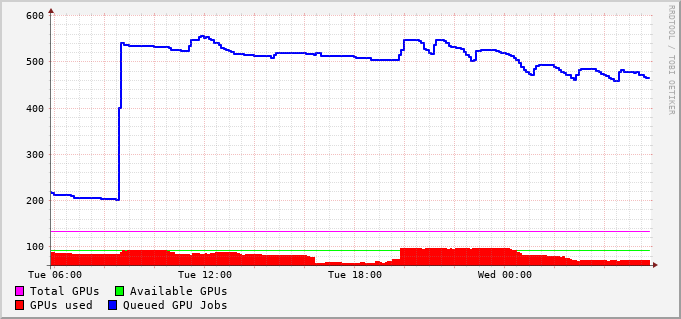 600
500
400
300
200
100
Tue 06:00 Tue 12:00 Tue 18:00 Wed 00:00
Total GPUs Available GPUs
GPUs used Queued GPU Jobs
RRDTOOL / TOBI OETIKER